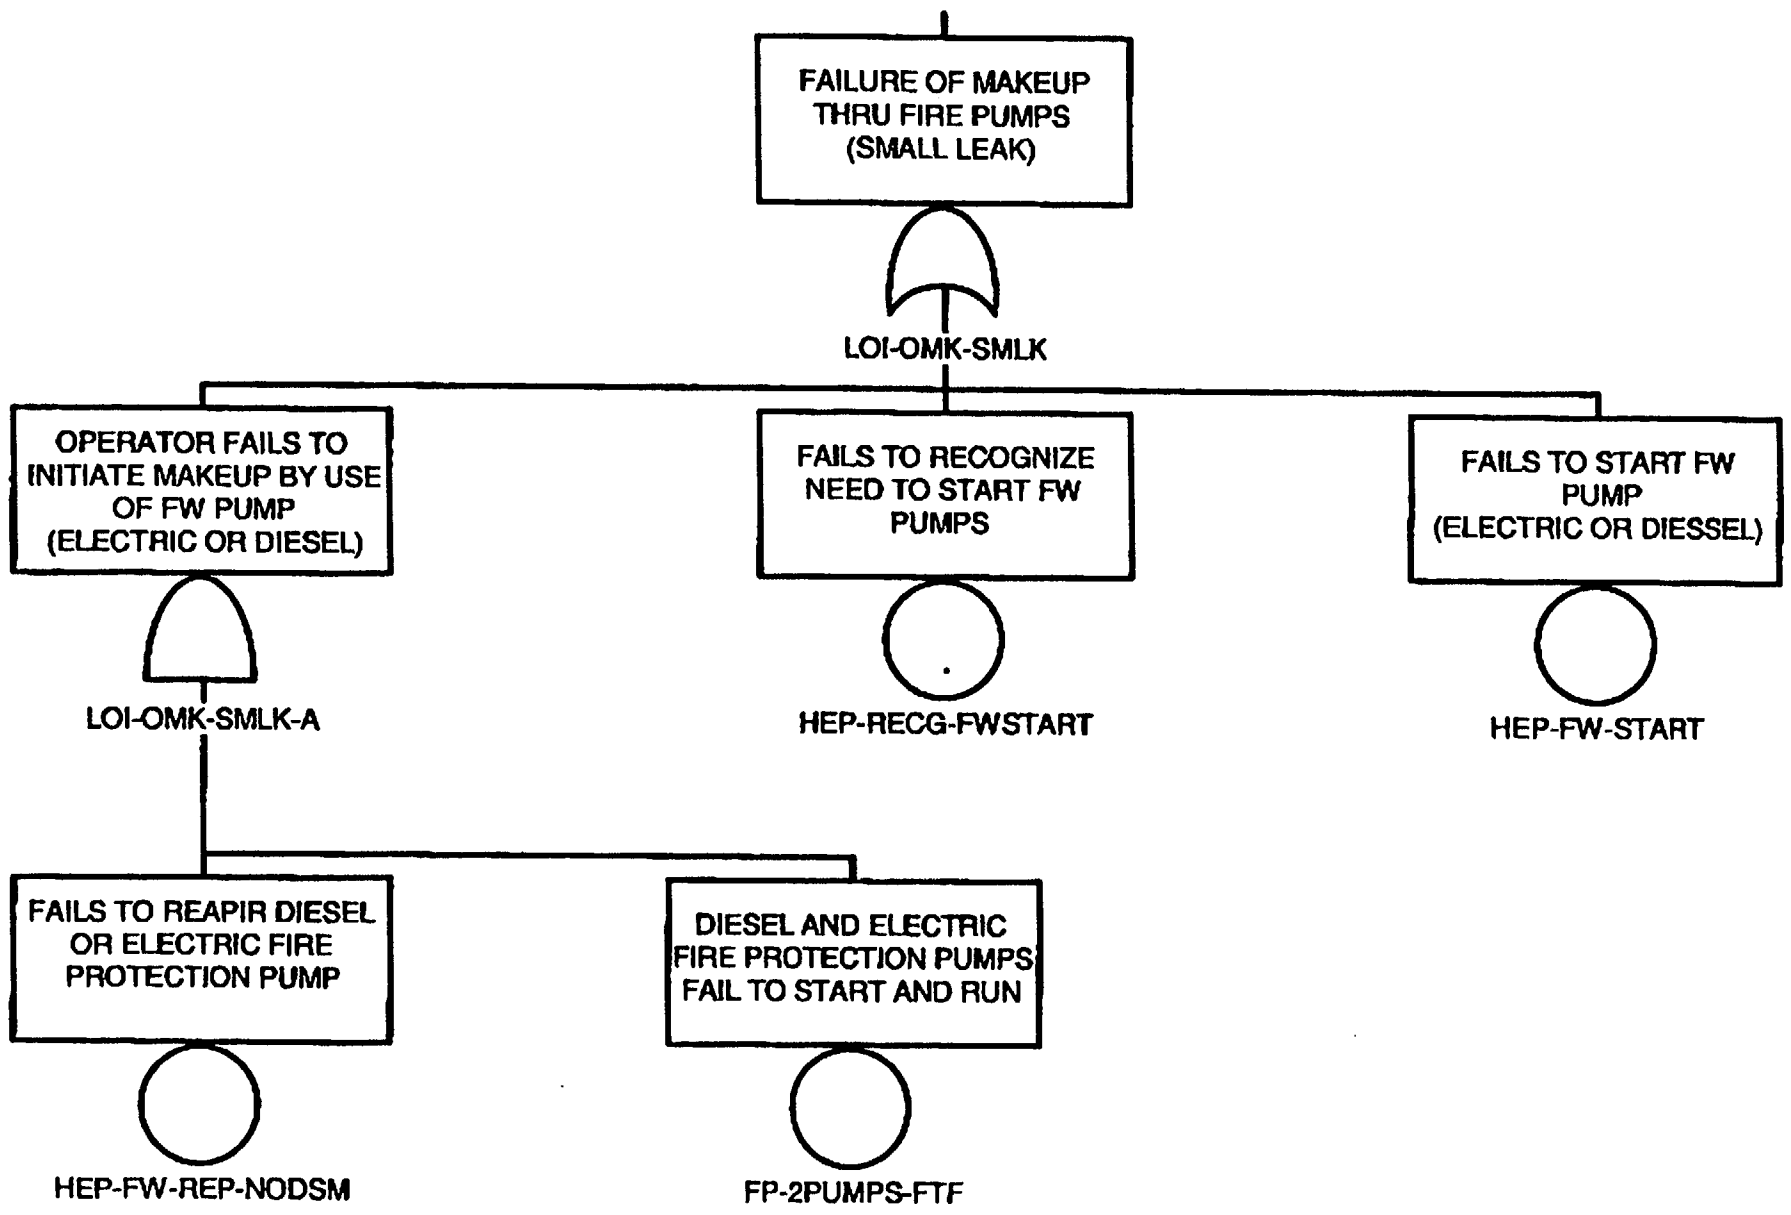 FAILURE OF MAKEUP
THRU FIRE PUMPS
(SMALL LEAK)
LOI-OMK-SMLK
OPERATOR FAILS TO
INITIATE MAKEUP BY USE
OF FW PUMP
(ELECTRIC OR DIESEL)
LOI-OMK-SMLK-A
FAILS TO RECOGNIZE
NEED TO START FW
PUMPS
HEP-RECG-FWSTART
FAILS TO START FW
PUMP
(ELECTRIC OR DIESSEL)
HEP-FW-START
FAILS TO REAPIR DIESEL
OR ELECTRIC FIRE
PROTECTION PUMP
HEP-FW-REP-NODSM
DIESEL AND ELECTRIC
FIRE PROTECTION PUMPS
FAIL TO START AND RUN
FP-2PUMPS-FTF